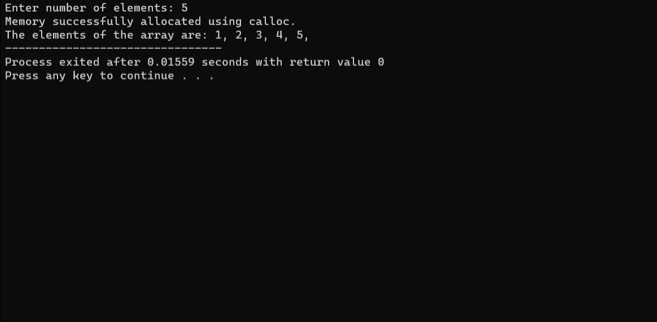 Enter number of elements: 5
Memory successfully allocated using calloc.
The elements of the array are: 1, 2, 3, 4, 5,
--------------------------------
Process exited after 0.01559 seconds with return value 0
Press any key to continue . . .